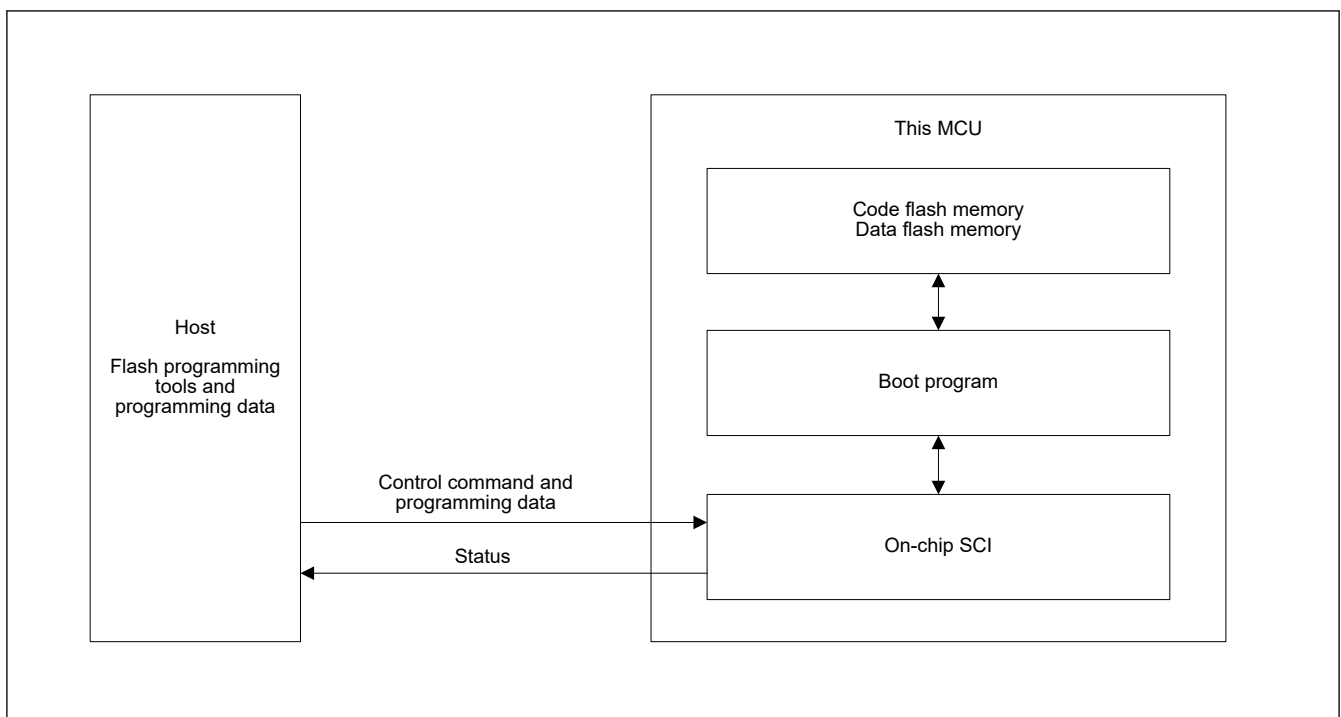 This MCU
Code flash memory
Data flash memory
Host
Flash programming
tools and
programming data
Boot program
Control command and
programming data
On-chip SCI
Status